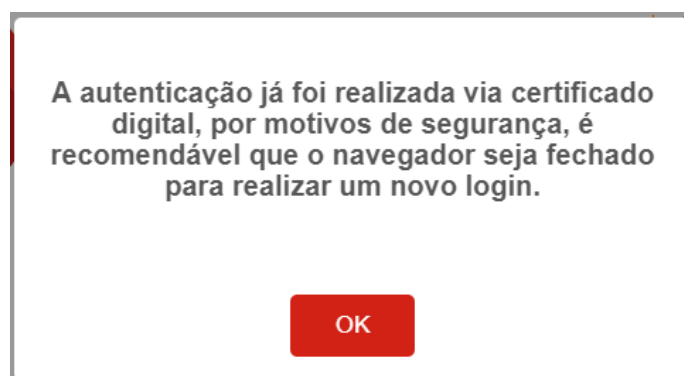 A autenticação já foi realizada via certificado
digital, por motivos de segurança, é
recomendável que o navegador seja fechado
para realizar um novo login.
OK